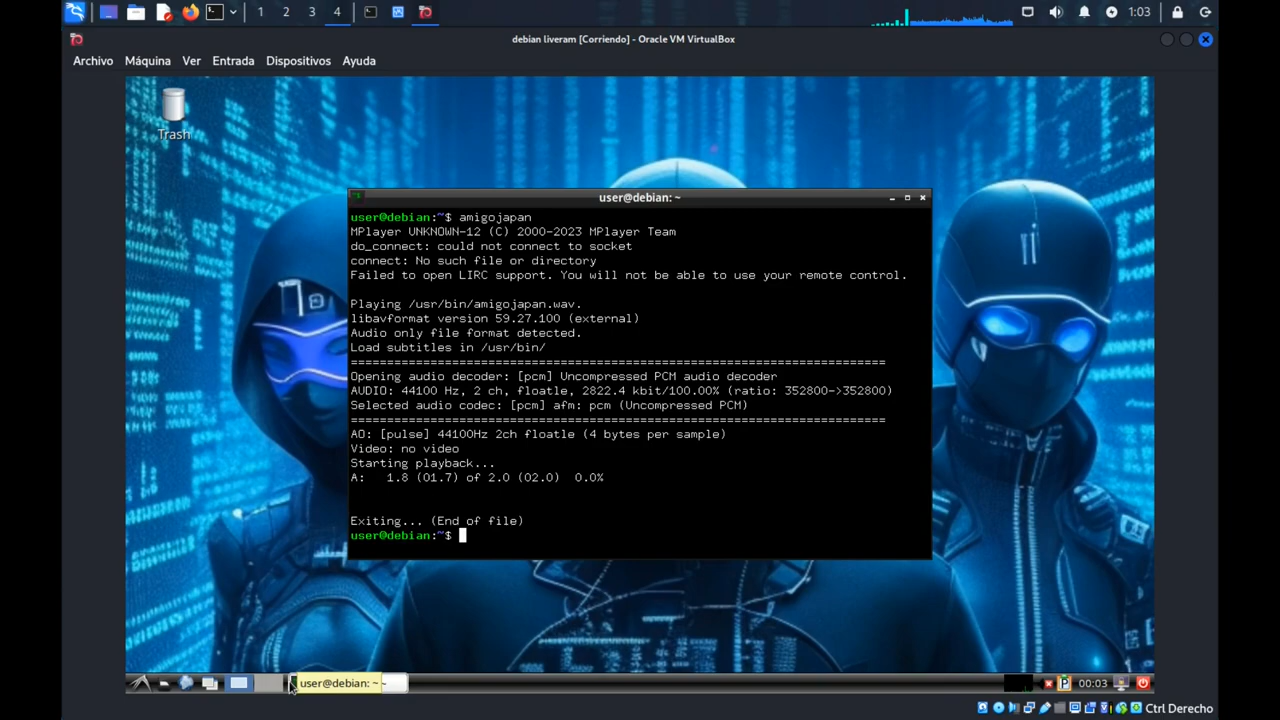 1 2 3 4 1:03
debian liveram [Corriendo] - Oracle VM VirtualBox
Archivo Máquina Ver Entrada Dispositivos Ayuda
Trash
user@debian: ~
user@debian:~$ amigojapan
MPlayer UNKNOWN-12 (C) 2000-2023 MPlayer Team
do_connect: could not connect to socket
connect: No such file or directory
Failed to open LIRC support. You will not be able to use your remote control.
Playing /usr/bin/amigojapan.wav.
libavformat version 59.27.100 (external)
Audio only file format detected.
Load subtitles in /usr/bin/
==========================================================================
Opening audio decoder: [pcm] Uncompressed PCM audio decoder
AUDIO: 44100 Hz, 2 ch, floatle, 2822.4 kbit/100.00% (ratio: 352800->352800)
Selected audio codec: [pcm] afm: pcm (Uncompressed PCM)
==========================================================================
AO: [pulse] 44100Hz 2ch floatle (4 bytes per sample)
Video: no video
Starting playback...
A:   1.8 (01.7) of 2.0 (02.0)  0.0%
Exiting... (End of file)
user@debian:~$
user@debian: ~ 00:03
Ctrl Derecho